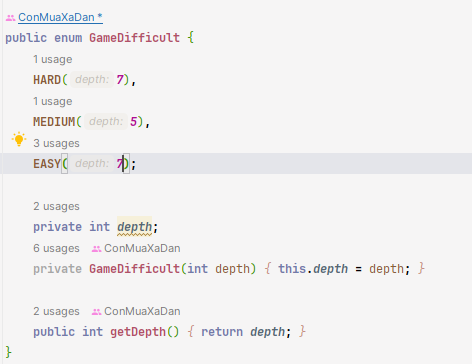 ConMuaXaDan *
public enum GameDifficult {
1 usage
HARD( depth: 7),
1 usage
MEDIUM( depth: 5),
3 usages
EASY( depth: 7);
2 usages
private int depth;
6 usages ConMuaXaDan
private GameDifficult(int depth) { this.depth = depth; }
2 usages ConMuaXaDan
public int getDepth() { return depth; }
}